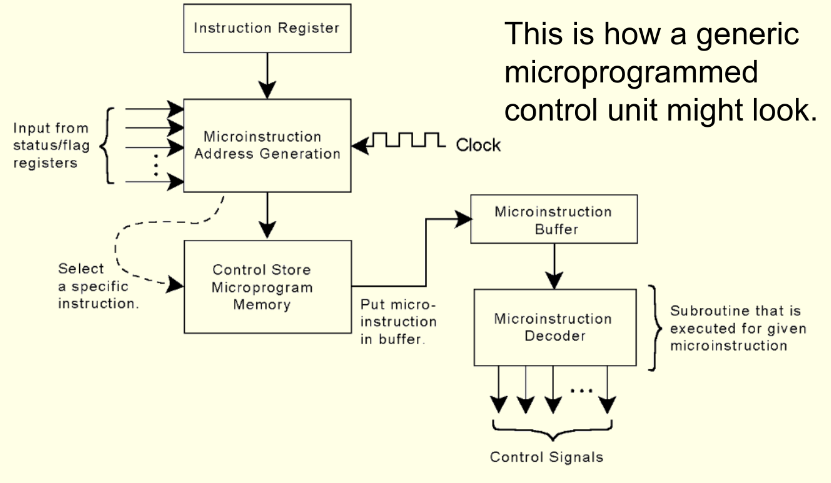 Instruction Register
This is how a generic
microprogrammed
control unit might look.
Input from
status/flag
registers
Microinstruction
Address Generation
Clock
Select
a specific
instruction.
Control Store
Microprogram
Memory
Put micro-
instruction
in buffer.
Microinstruction
Buffer
Microinstruction
Decoder
Subroutine that is
executed for given
microinstruction
Control Signals